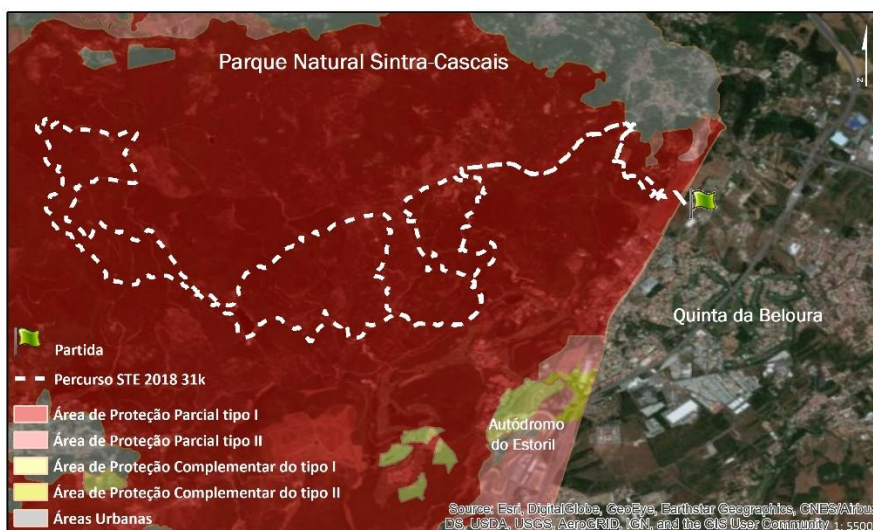 Parque Natural Sintra-Cascais
z
Quinta da Beloura
Partida
Percurso STE 2018 31k
Área de Proteção Parcial tipo I
Área de Proteção Parcial tipo II
Área de Proteção Complementar do tipo I
Área de Proteção Complementar do tipo II
Áreas Urbanas
Autódromo
do Estoril
Source: Esri, DigitalGlobe, GeoEye, Earthstar Geographics, CNES/Airbus
DS, USDA, USGS, AeroGRID, IGN, and the GIS User Community
1: 5500